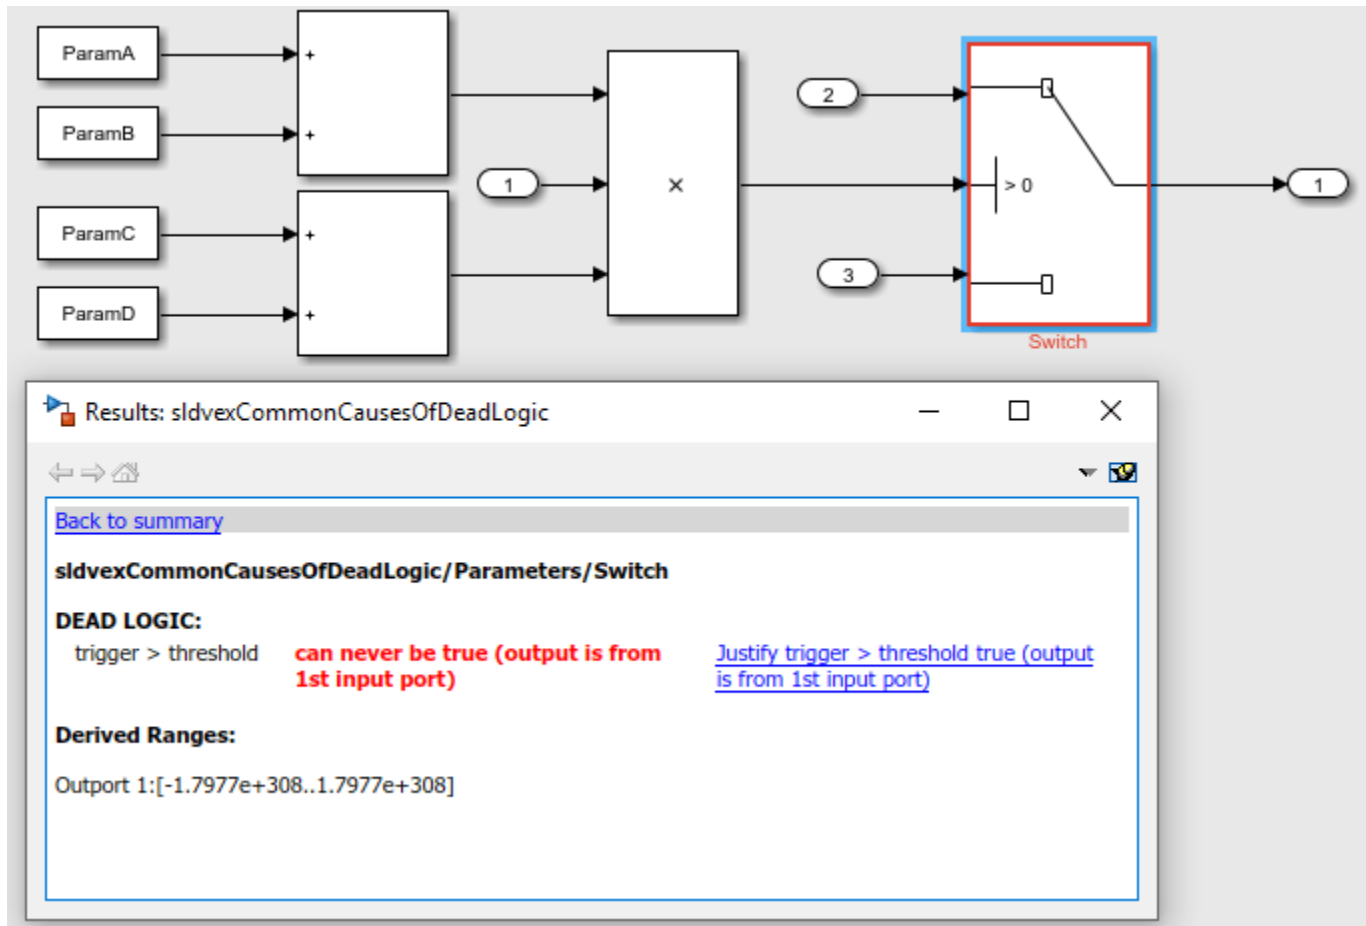 ParamA
+
ParamB
+
ParamC
+
ParamD
+
1
×
2
> 0
3
Switch
1
Results: sldvexCommonCausesOfDeadLogic
Back to summary
sldvexCommonCausesOfDeadLogic/Parameters/Switch
DEAD LOGIC:
trigger > threshold can never be true (output is from Justify trigger > threshold true (output
1st input port) is from 1st input port)
Derived Ranges:
Outport 1:[-1.7977e+308..1.7977e+308]